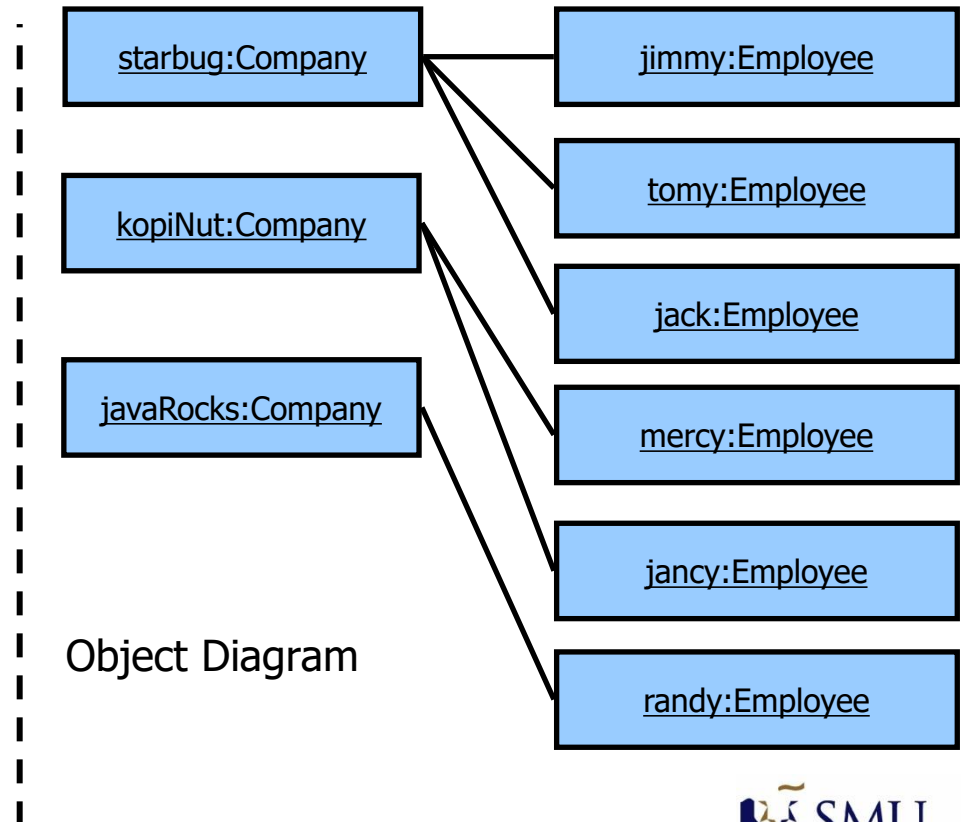 starbug:Company
jimmy:Employee
tomy:Employee
kopiNut:Company
jack:Employee
javaRocks:Company
mercy:Employee
jancy:Employee
Object Diagram
randy:Employee
SMU